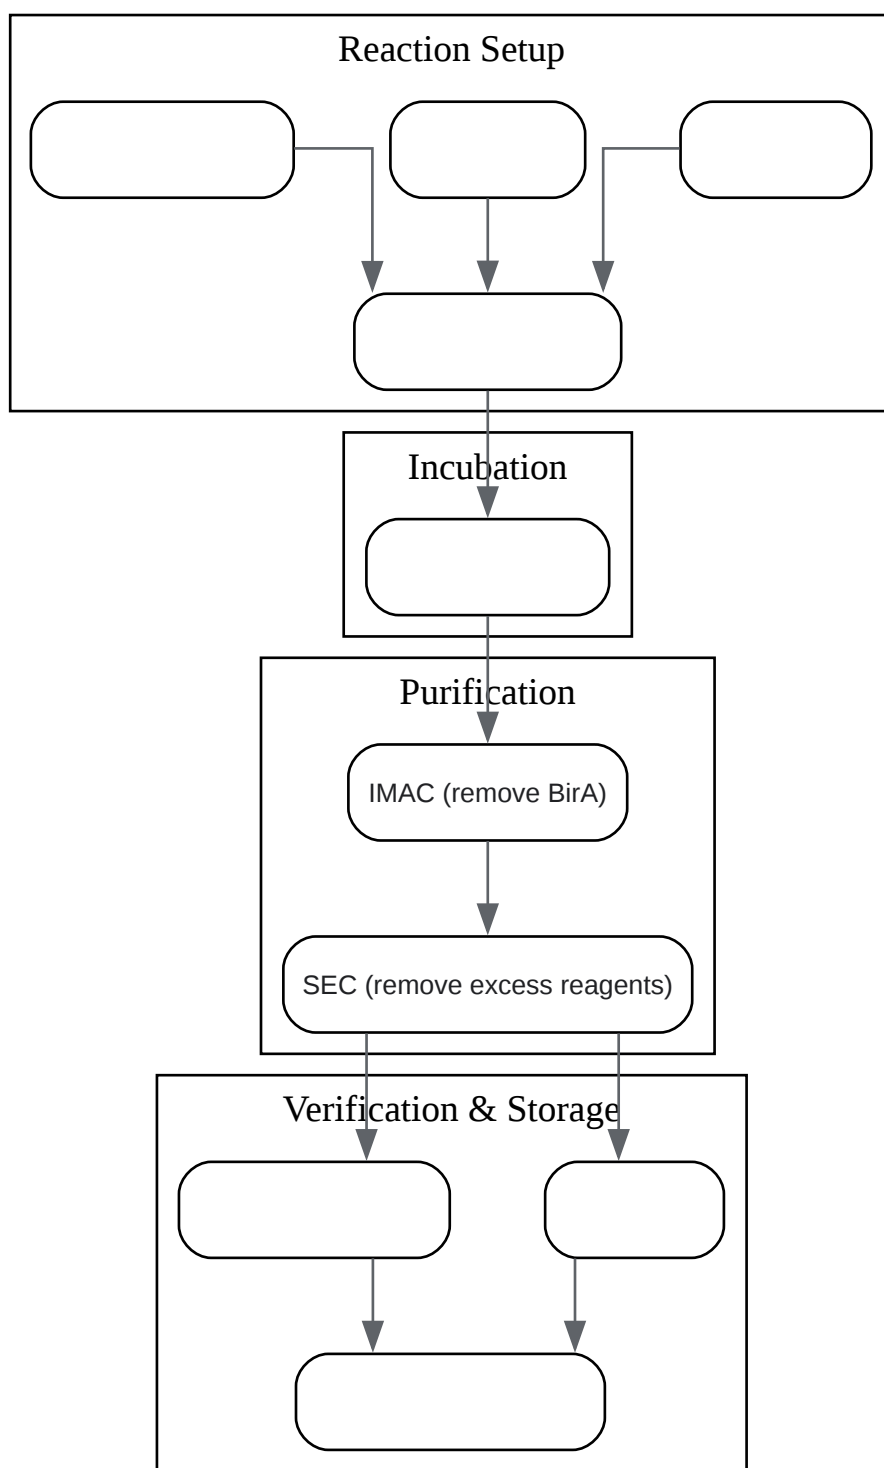 Reaction Setup
Incubation
Purification
IMAC (remove BirA)
SEC (remove excess reagents)
Verification & Storage